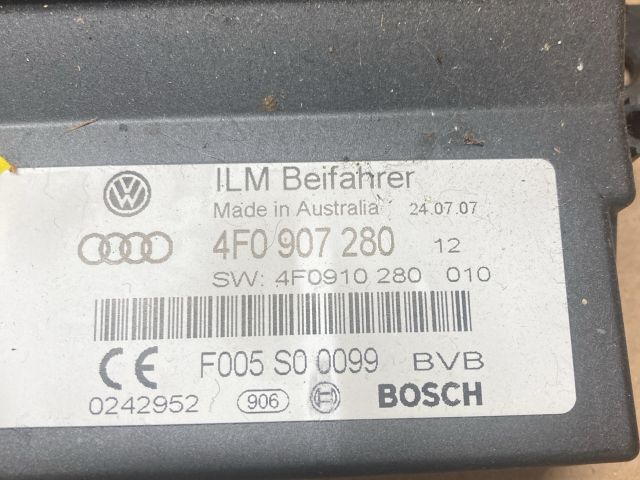 ILM Beifahrer
Made in Australia 24.07.07
4F0 907 280 12
SW: 4F0910 280 010
CE F005 S0 0099 BVB
0242952 906 BOSCH